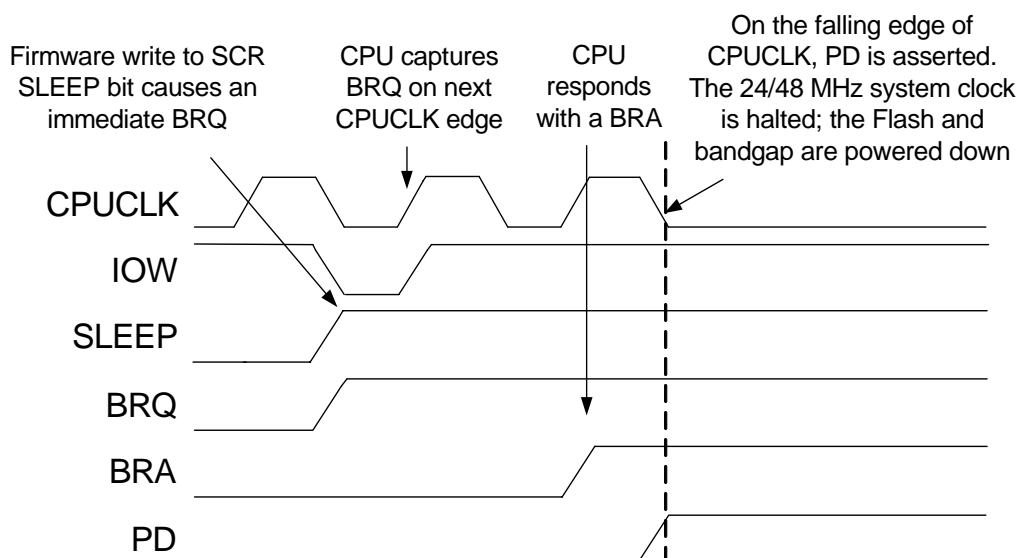 Firmware write to SCR
SLEEP bit causes an
immediate BRQ
CPU captures
BRQ on next
CPUCLK edge
CPU
responds
with a BRA
On the falling edge of
CPUCLK, PD is asserted.
The 24/48 MHz system clock
is halted; the Flash and
bandgap are powered down
CPUCLK
IOW
SLEEP
BRQ
BRA
PD